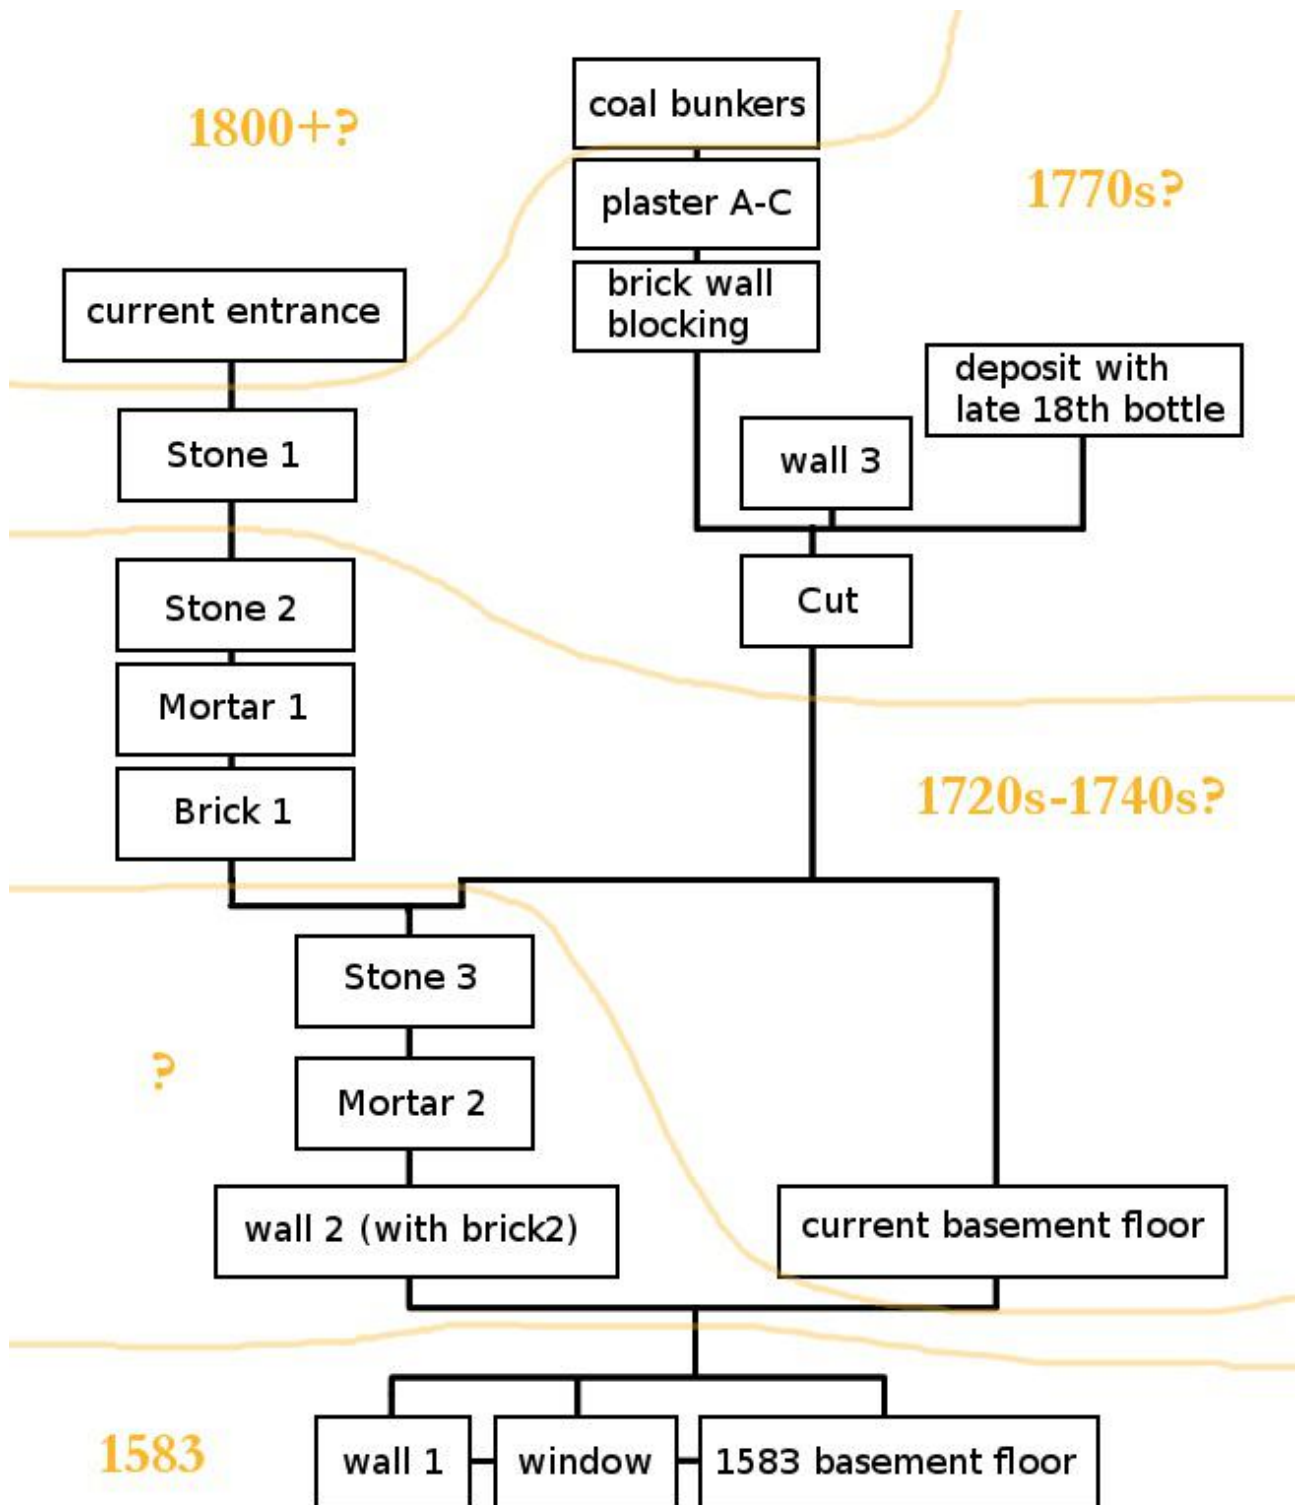 coal bunkers
1800+?
plaster A-C
1770s?
brick wall
blocking
current entrance
deposit with
late 18th bottle
Stone 1
wall 3
Stone 2
Cut
Mortar 1
Brick 1
1720s-1740s?
Stone 3
?
Mortar 2
wall 2 (with brick2)
current basement floor
1583
wall 1
window
1583 basement floor